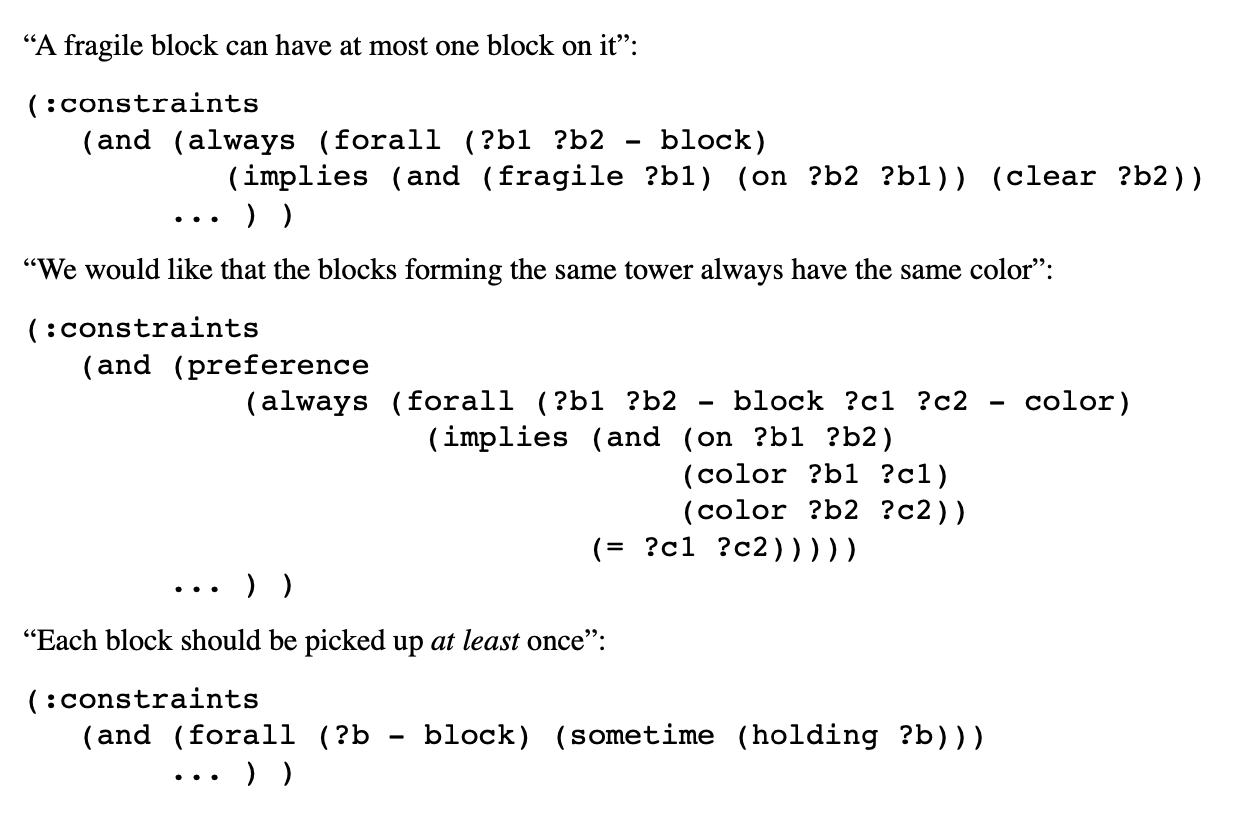 “A fragile block can have at most one block on it”:
(:constraints
(and (always (forall (?b1 ?b2 - block)
(implies (and (fragile ?b1) (on ?b2 ?b1)) (clear ?b2))
... ) )
“We would like that the blocks forming the same tower always have the same color”:
(:constraints
(and (preference
(always (forall (?b1 ?b2 - block ?c1 ?c2 - color)
(implies (and (on ?b1 ?b2)
(color ?b1 ?c1)
(color ?b2 ?c2))
(= ?c1 ?c2)))))
... ) )
“Each block should be picked up at least once”:
(:constraints
(and (forall (?b - block) (sometime (holding ?b)))
... ) )